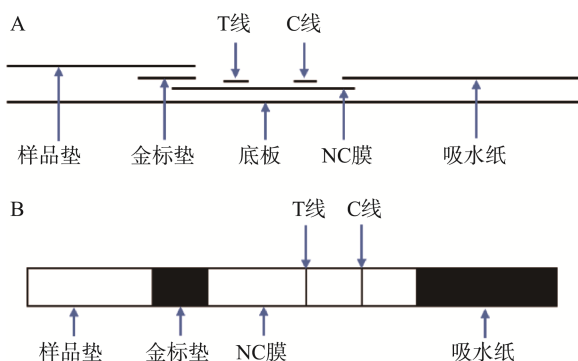 A
T线 C线
样品垫 金标垫 底板 NC膜 吸水纸
B
T线 C线
样品垫 金标垫 NC膜 吸水纸